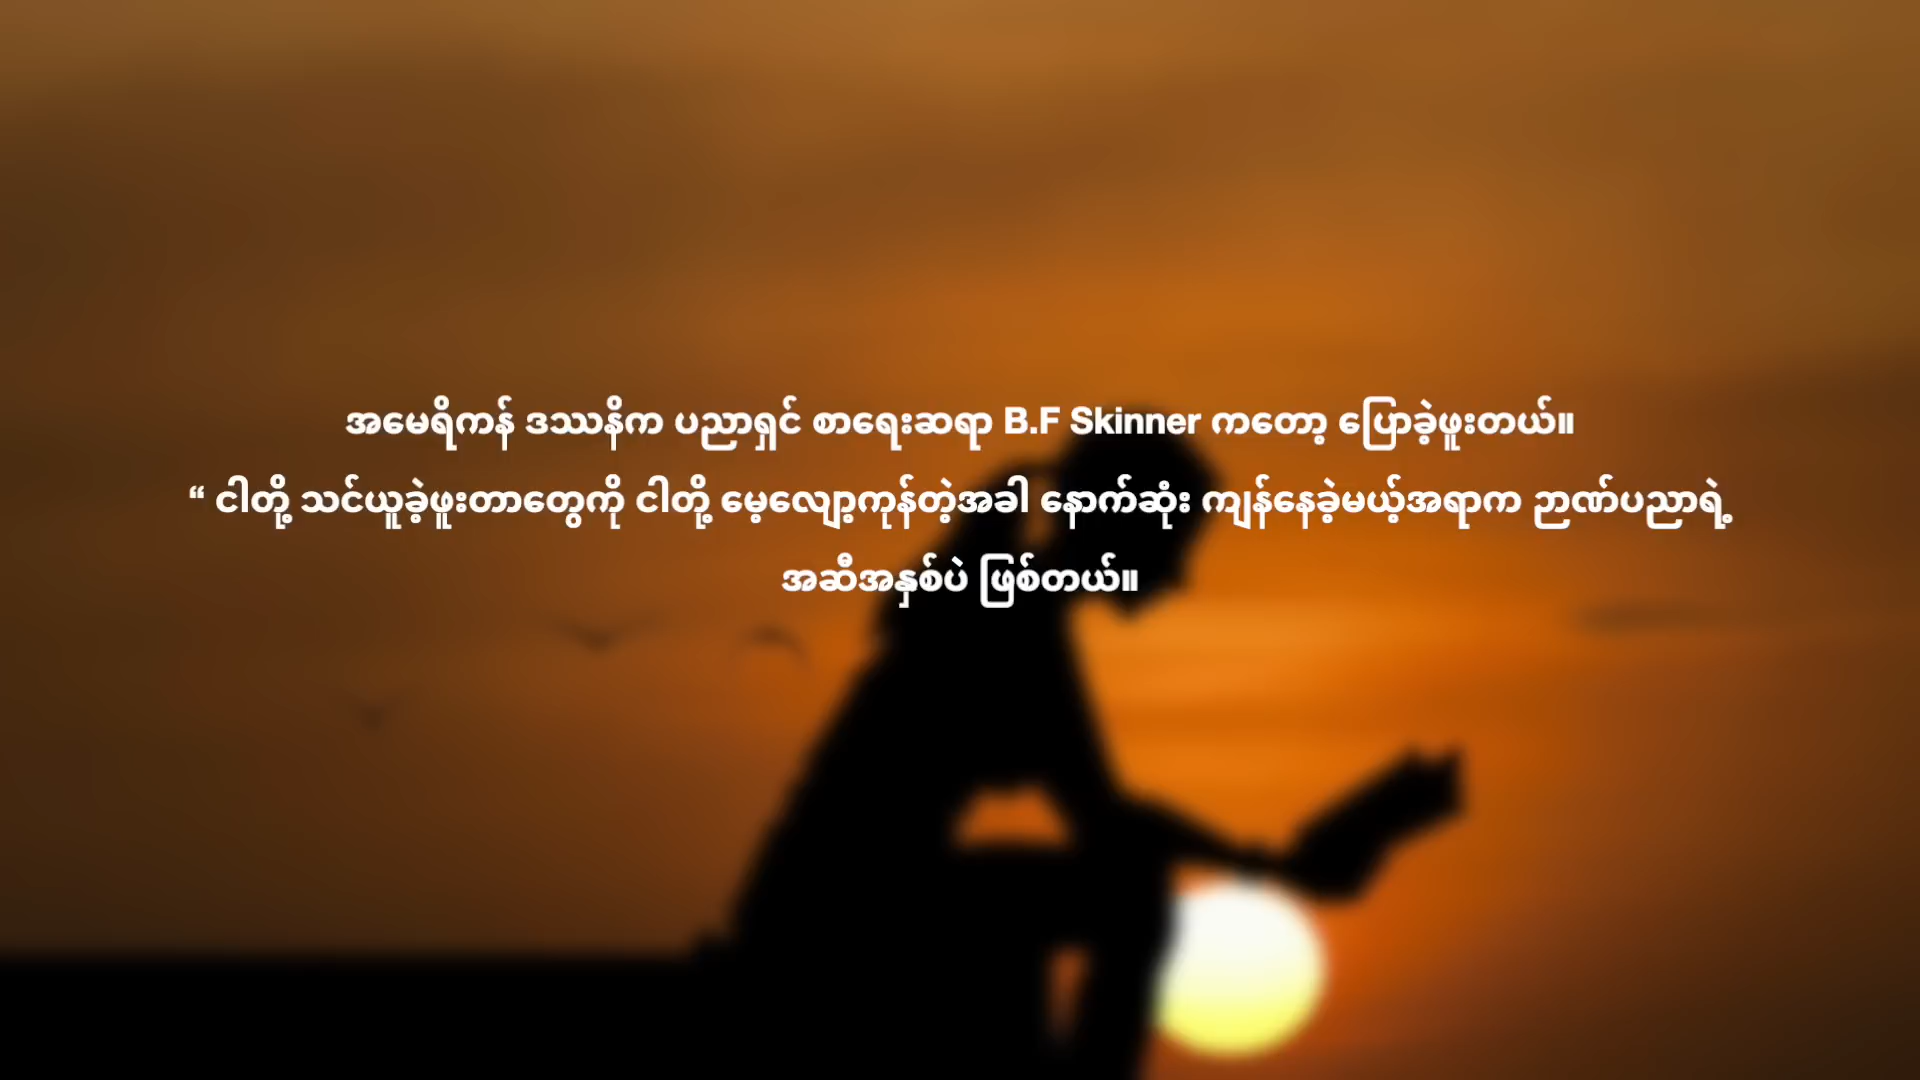 အမေရိကန် ဒဿနိက ပညာရှင် စာရေးဆရာ B.F Skinner ကတော့ ပြောခဲ့ဖူးတယ်။
“ ငါတို့ သင်ယူခဲ့ဖူးတာတွေကို ငါတို့ မေ့လျော့ကုန်တဲ့အခါ နောက်ဆုံး ကျန်နေခဲ့မယ့်အရာက ဉာဏ်ပညာရဲ့
အဆီအနှစ်ပဲ ဖြစ်တယ်။